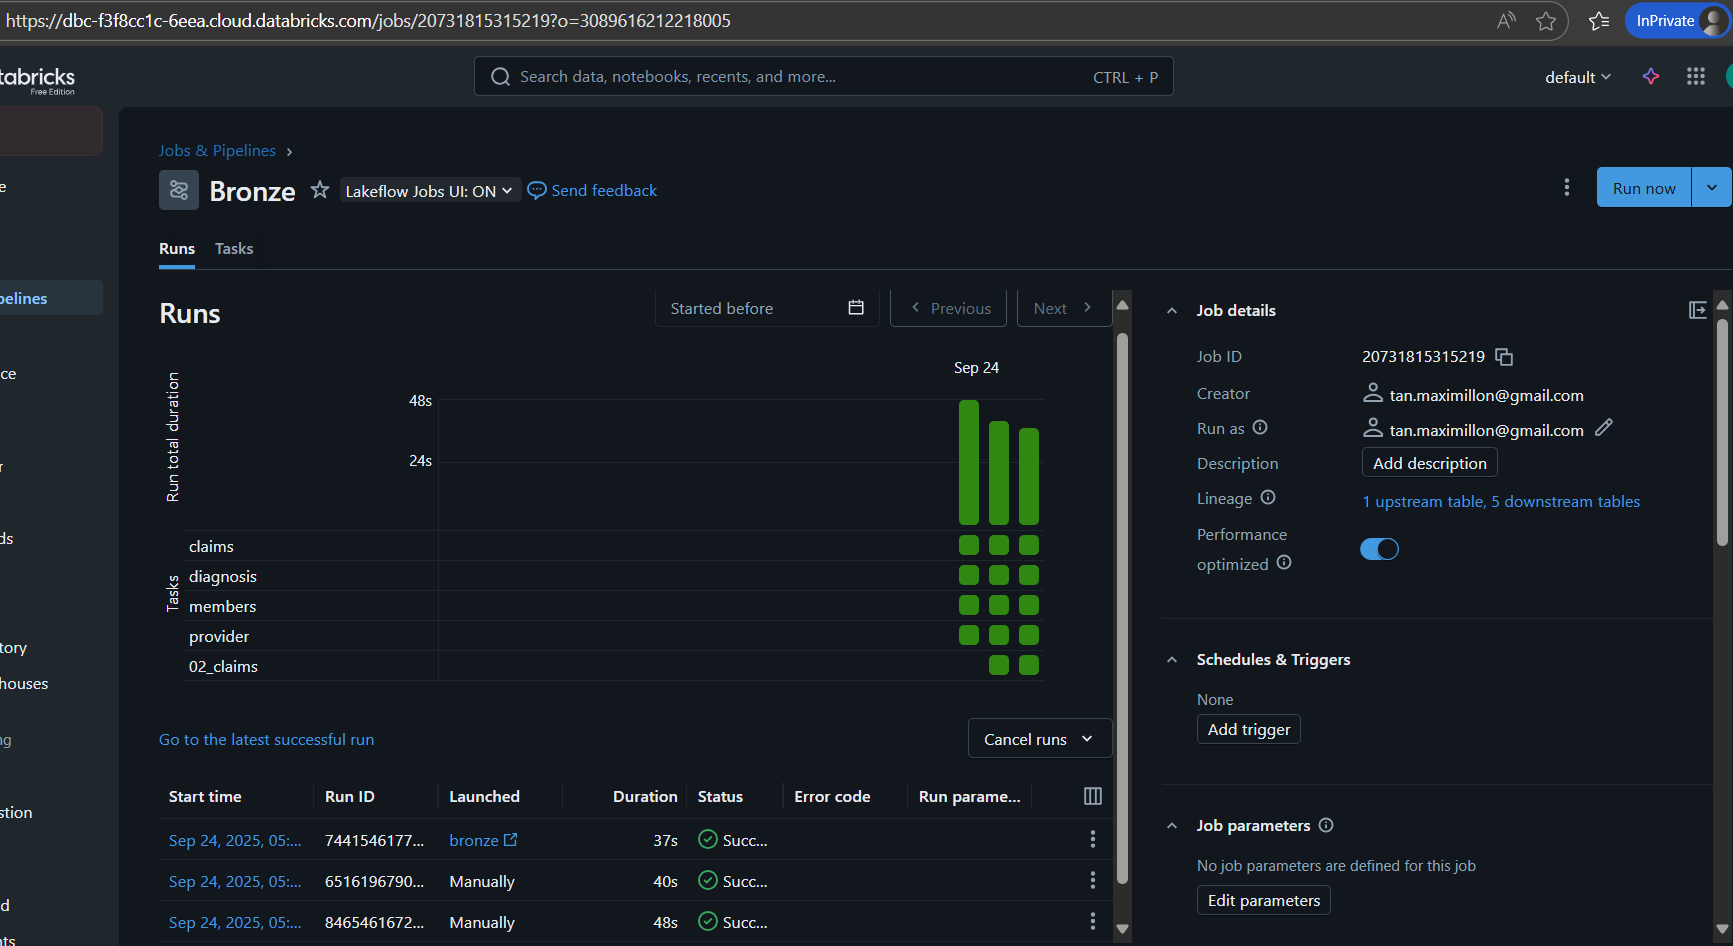 https://dbc-f3f8cc1c-6eea.cloud.databricks.com/jobs/20731815315219?o=3089616212218005
InPrivate
tabricks
Free Edition
Search data, notebooks, recents, and more...
CTRL + P
default
e
pelines
ce
r
ds
tory
houses
ng
stion
d
nts
Jobs & Pipelines ›
Bronze
Lakeflow Jobs UI: ON
Send feedback
Run now
Runs
Tasks
Runs
Started before
Previous
Next
Sep 24
Run total duration
48s
24s
Tasks
claims
diagnosis
members
provider
02_claims
Go to the latest successful run
Cancel runs
Start time Run ID Launched Duration Status Error code Run parame...
Sep 24, 2025, 05:... 7441546177... bronze 37s Succ...
Sep 24, 2025, 05:... 6516196790... Manually 40s Succ...
Sep 24, 2025, 05:... 8465461672... Manually 48s Succ...
Job details
Job ID 20731815315219
Creator tan.maximillon@gmail.com
Run as tan.maximillon@gmail.com
Description Add description
Lineage 1 upstream table, 5 downstream tables
Performance
optimized
Schedules & Triggers
None
Add trigger
Job parameters
No job parameters are defined for this job
Edit parameters